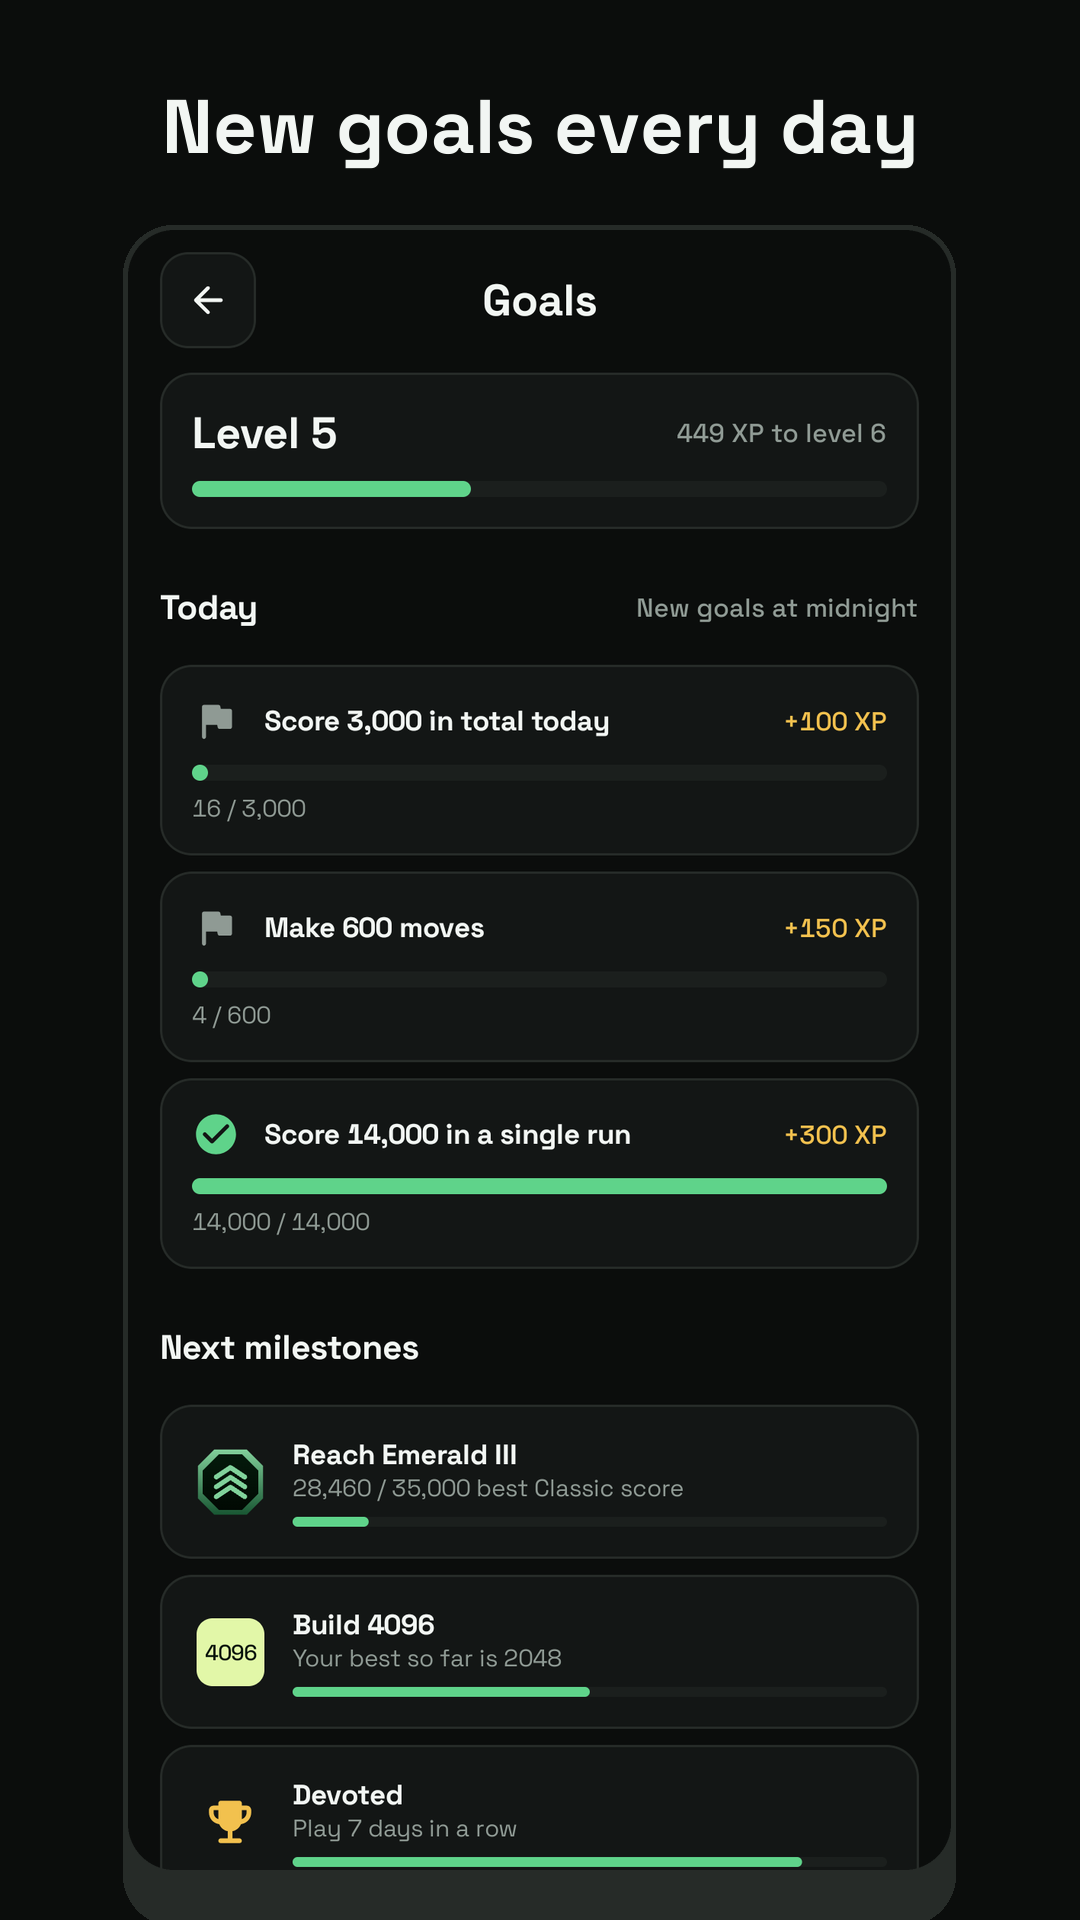 New goals every day
Goals
Level 5
449 XP to level 6
Today
New goals at midnight
Score 3,000 in total today
+100 XP
16 / 3,000
Make 600 moves
+150 XP
4 / 600
Score 14,000 in a single run
+300 XP
14,000 / 14,000
Next milestones
Reach Emerald III
28,460 / 35,000 best Classic score
4096
Build 4096
Your best so far is 2048
Devoted
Play 7 days in a row